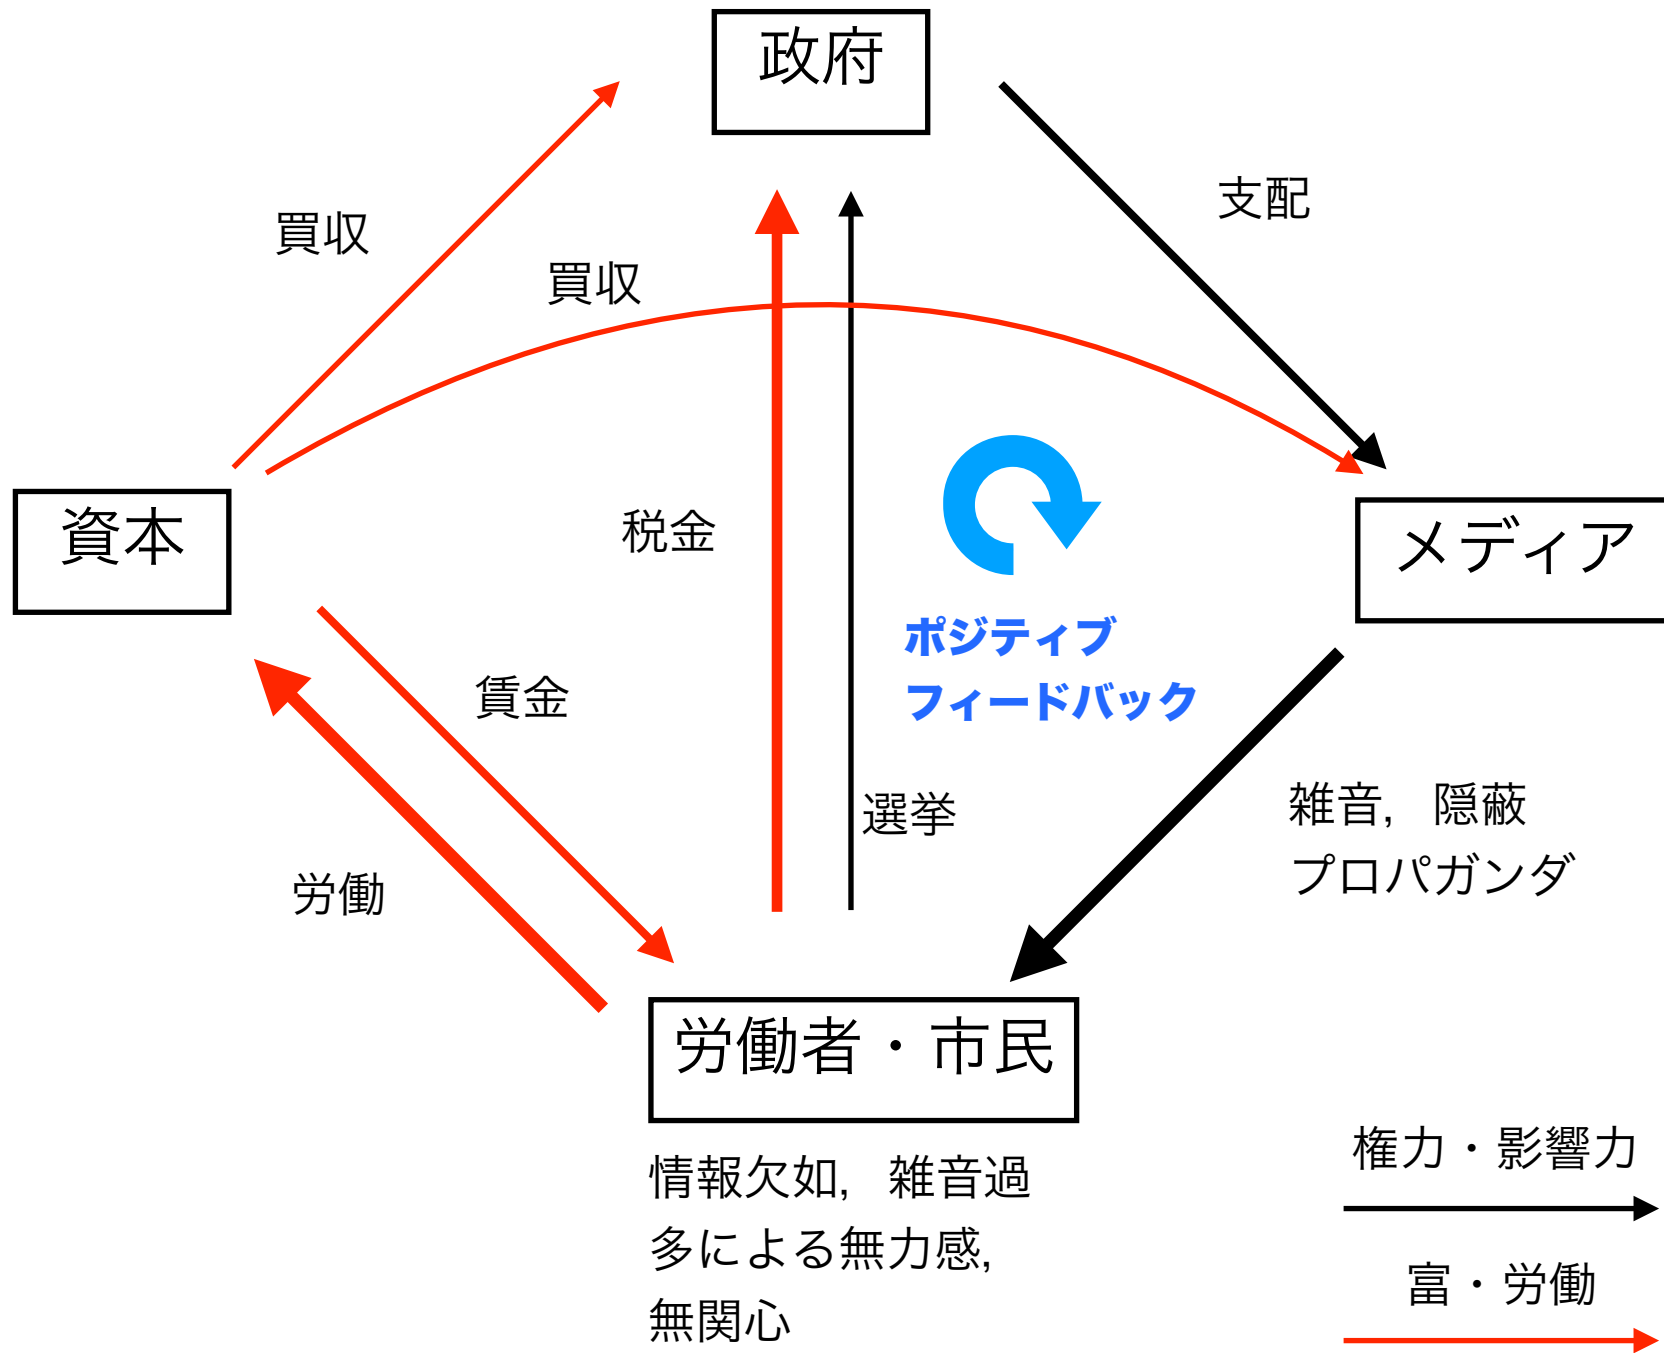 政府
支配
買収
買収
資本
税金
メディア
ポジティブ
フィードバック
賃金
選挙
雑音，隠蔽
プロパガンダ
労働
労働者・市民
情報欠如，雑音過
多による無力感，
無関心
権力・影響力
富・労働